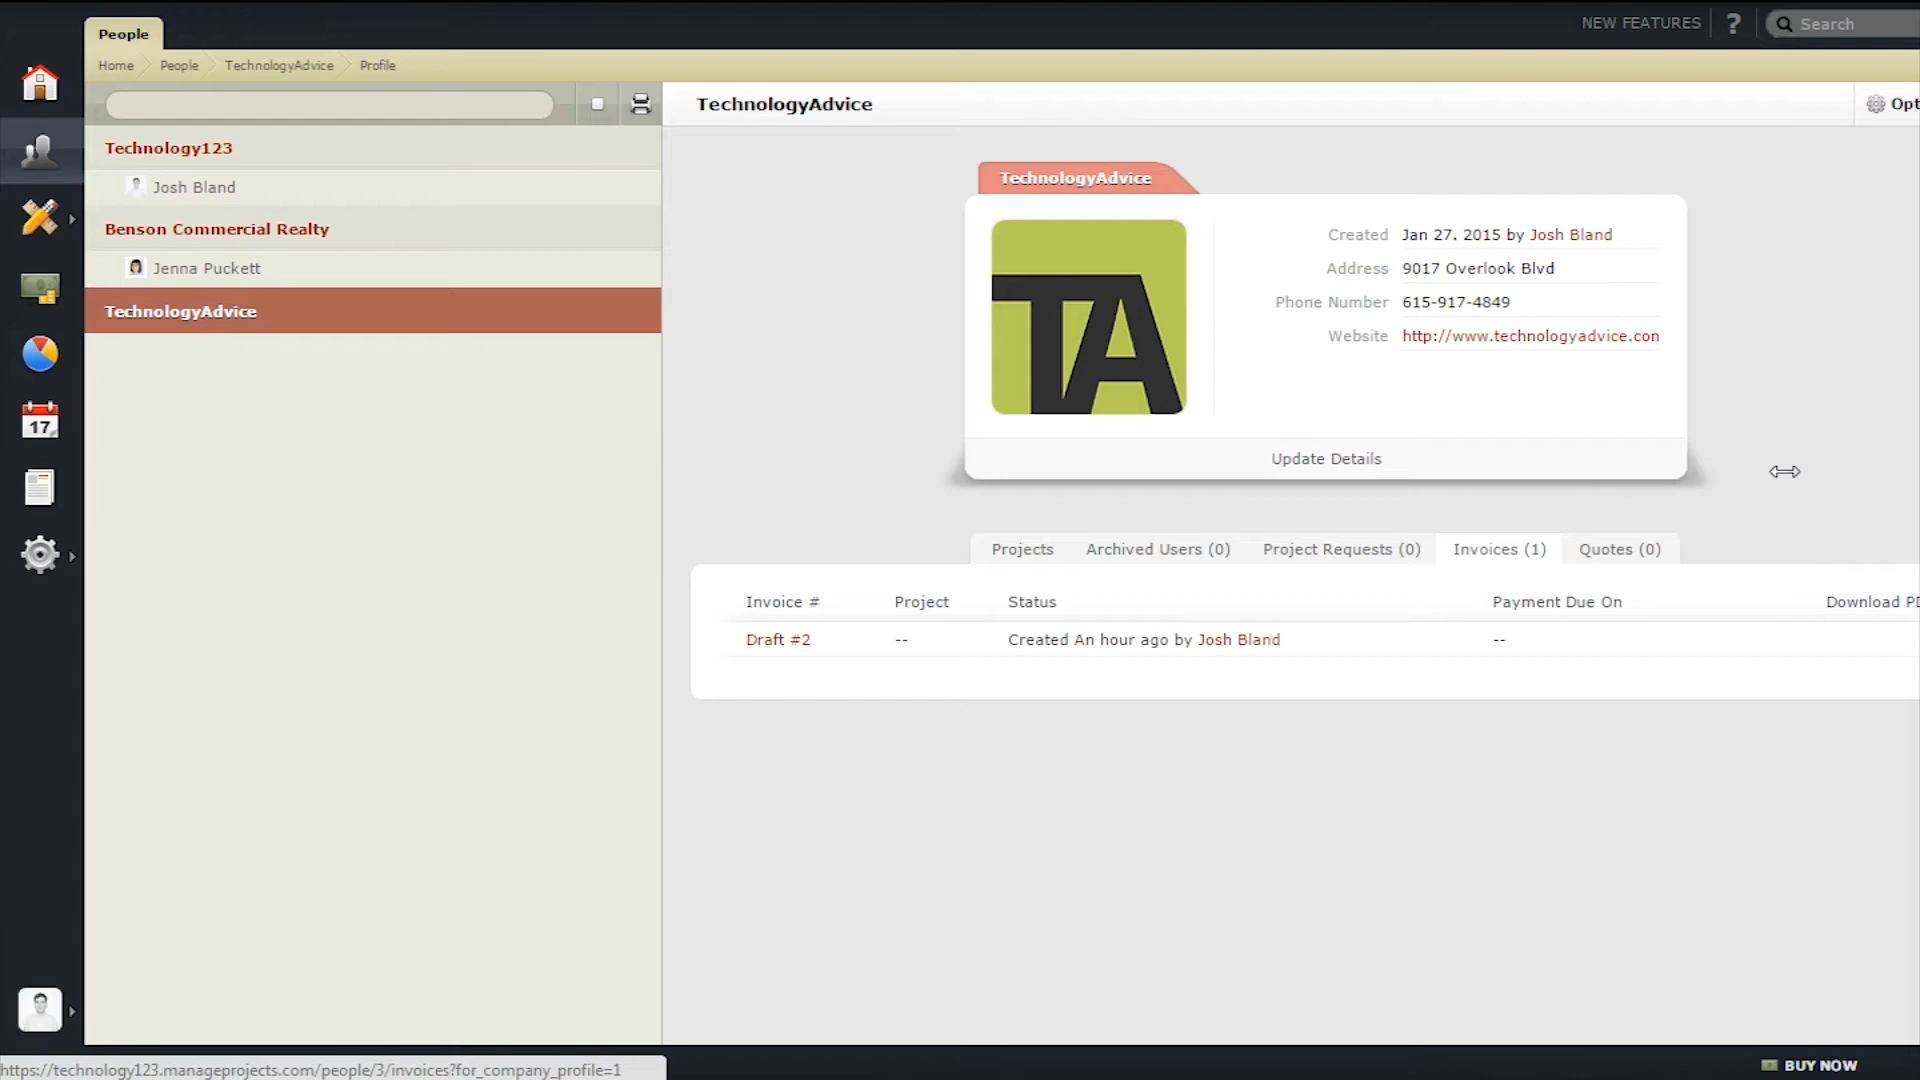 People
NEW FEATURES
?
Search
Home People TechnologyAdvice Profile
TechnologyAdvice
Opt
Technology123
Josh Bland
Benson Commercial Realty
Jenna Puckett
TechnologyAdvice
TechnologyAdvice
TA
Created Jan 27. 2015 by Josh Bland
Address 9017 Overlook Blvd
Phone Number 615-917-4849
Website http://www.technologyadvice.con
Update Details
17
Projects Archived Users (0) Project Requests (0) Invoices (1) Quotes (0)
Invoice # Project Status Payment Due On Download PD
Draft #2 -- Created An hour ago by Josh Bland --
https://technology123.manageprojects.com/people/3/invoices?for_company_profile=1
BUY NOW